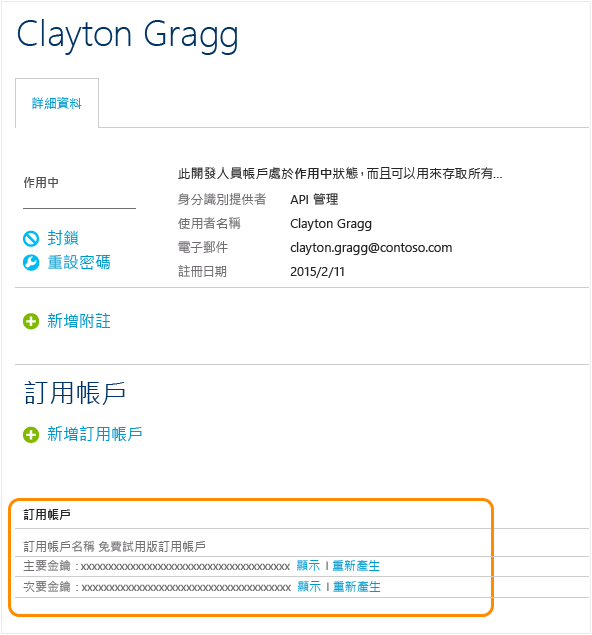 Clayton Gragg
詳細資料
作用中
此開發人員帳戶處於作用中狀態，而且可以用來存取所有...
身分識別提供者 API 管理
使用者名稱 Clayton Gragg
電子郵件 clayton.gragg@contoso.com
註冊日期 2015/2/11
封鎖
重設密碼
新增附註
訂用帳戶
新增訂用帳戶
訂用帳戶
訂用帳戶名稱 免費試用版訂用帳戶
主要金鑰 : xxxxxxxxxxxxxxxxxxxxxxxxxxxxxxxxxxxxxxx 顯示 | 重新產生
次要金鑰 : xxxxxxxxxxxxxxxxxxxxxxxxxxxxxxxxxxxxxxx 顯示 | 重新產生